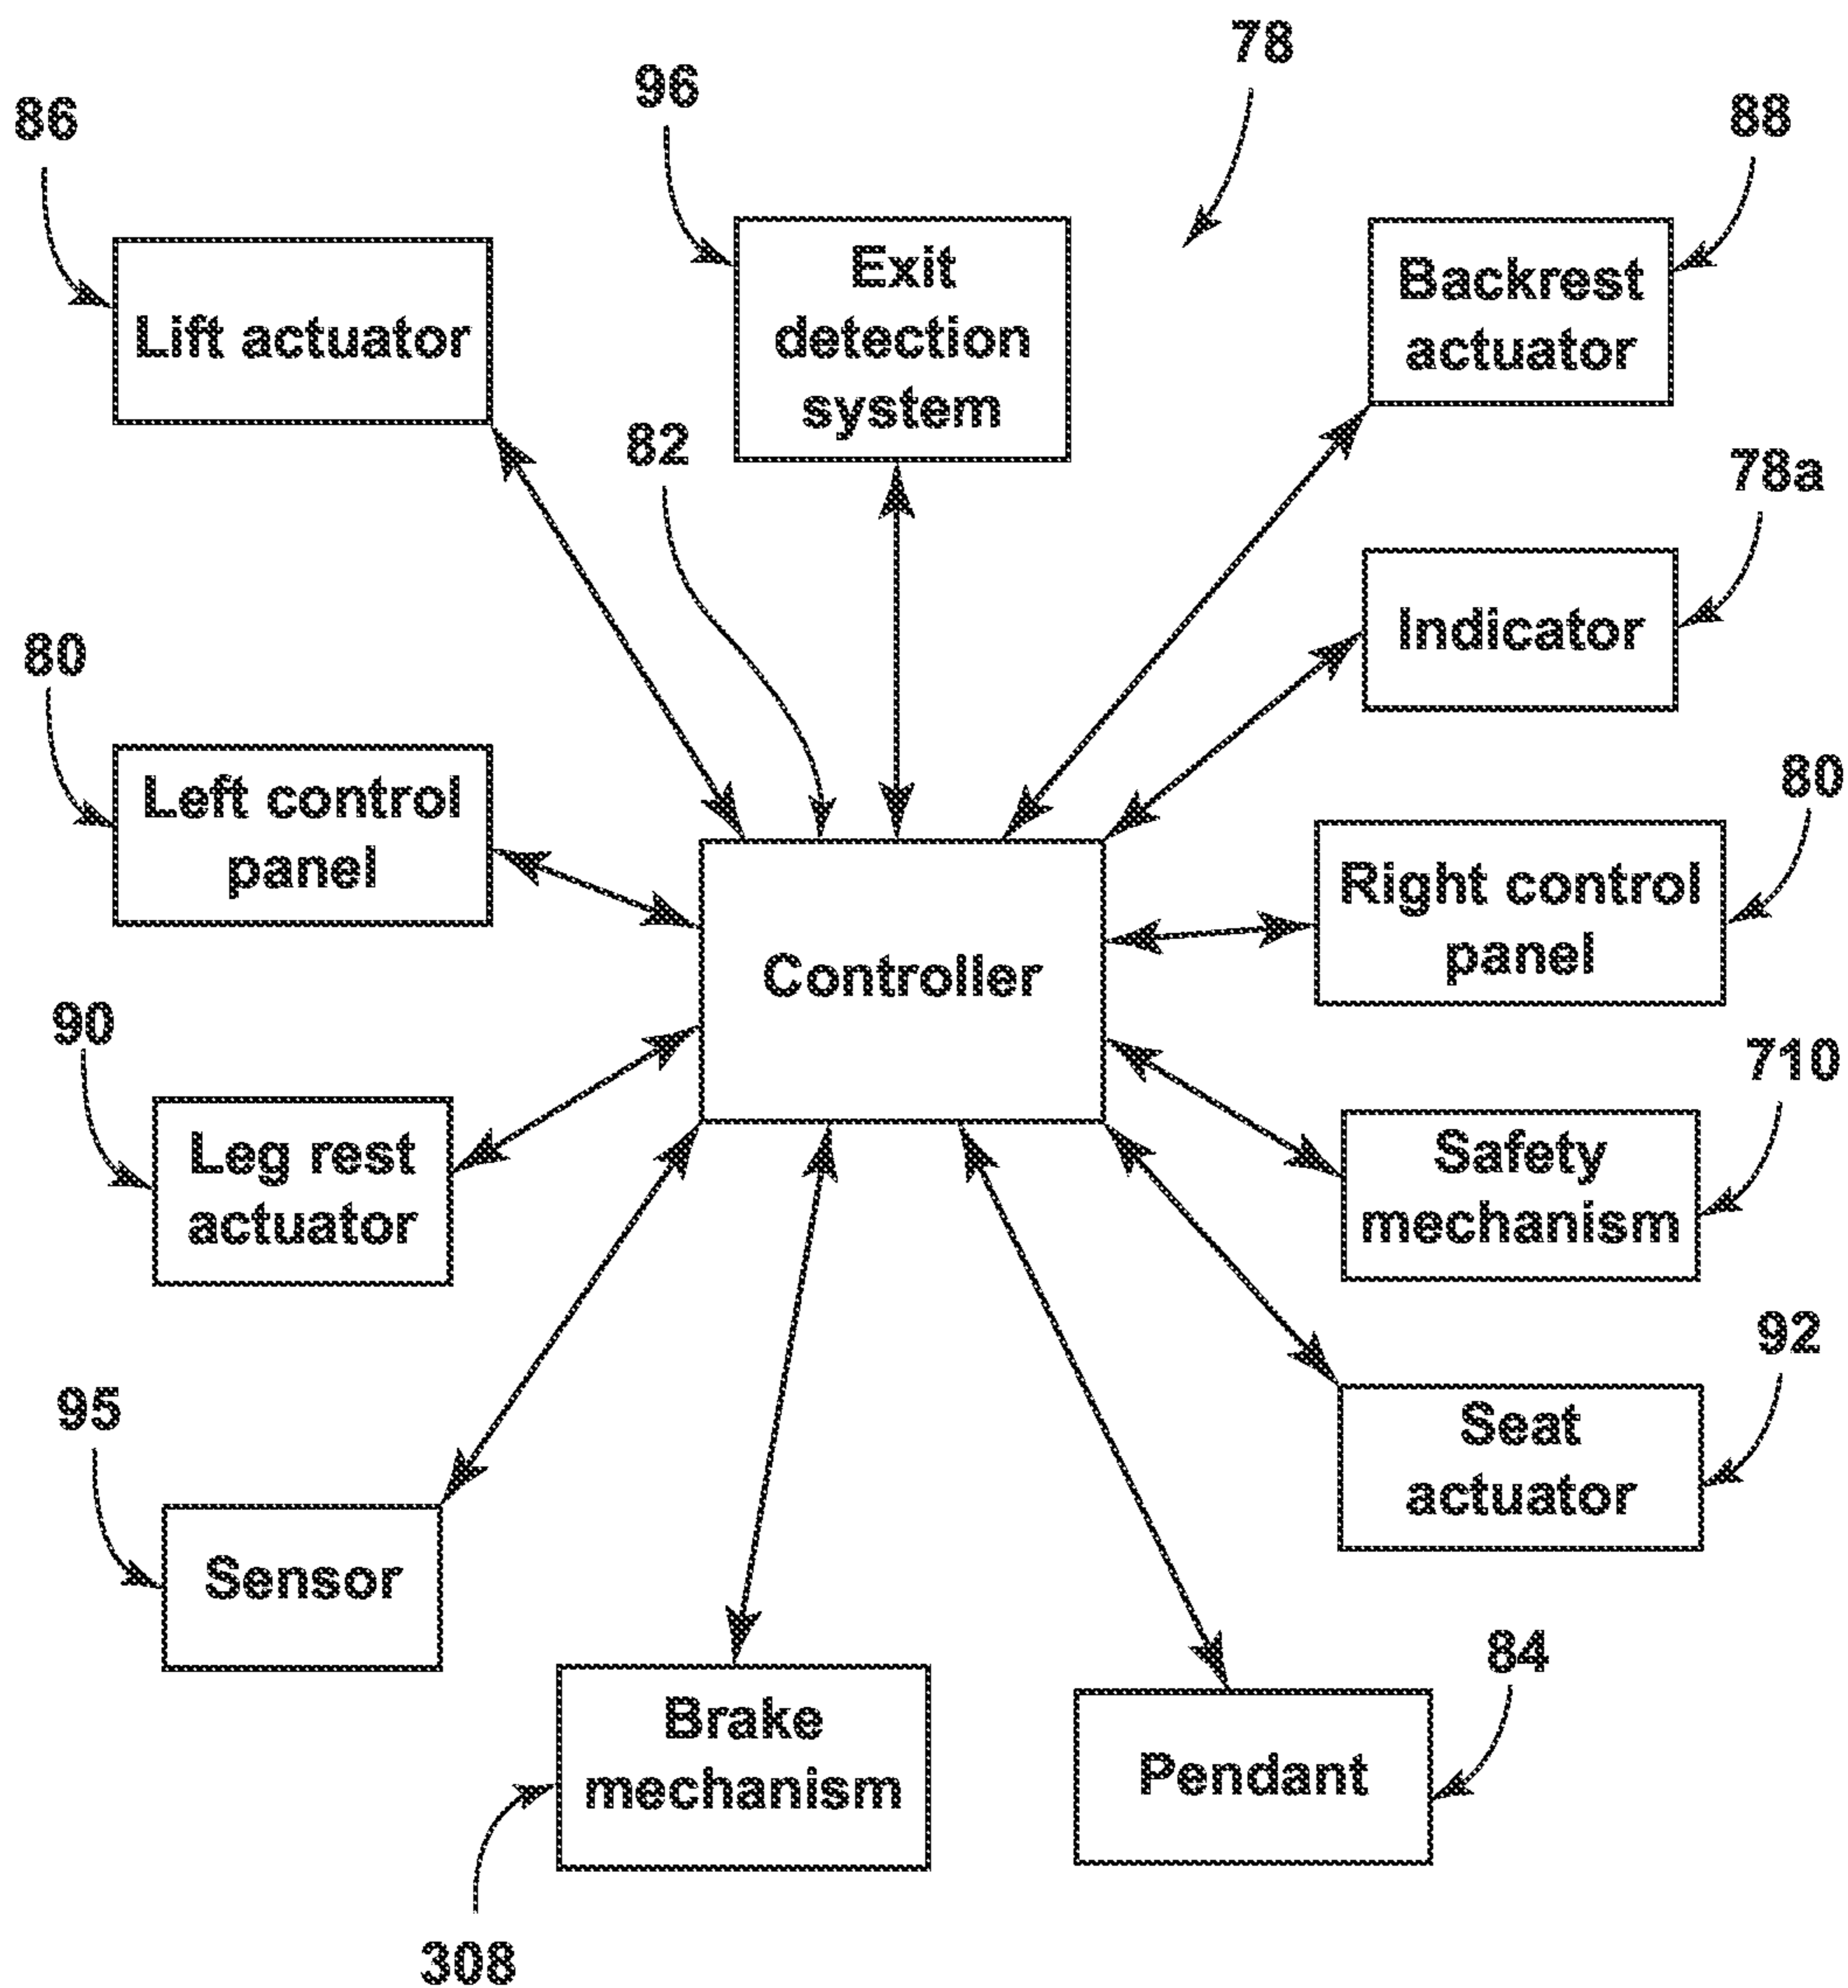 78
96
86
88
Exit
detection
system
Backrest
actuator
Lift actuator
82
78a
Indicator
80
80
Left control
panel
Right control
panel
Controller
90
710
Leg rest
actuator
Safety
mechanism
92
95
Seat
actuator
Sensor
84
Brake
mechanism
Pendant
308